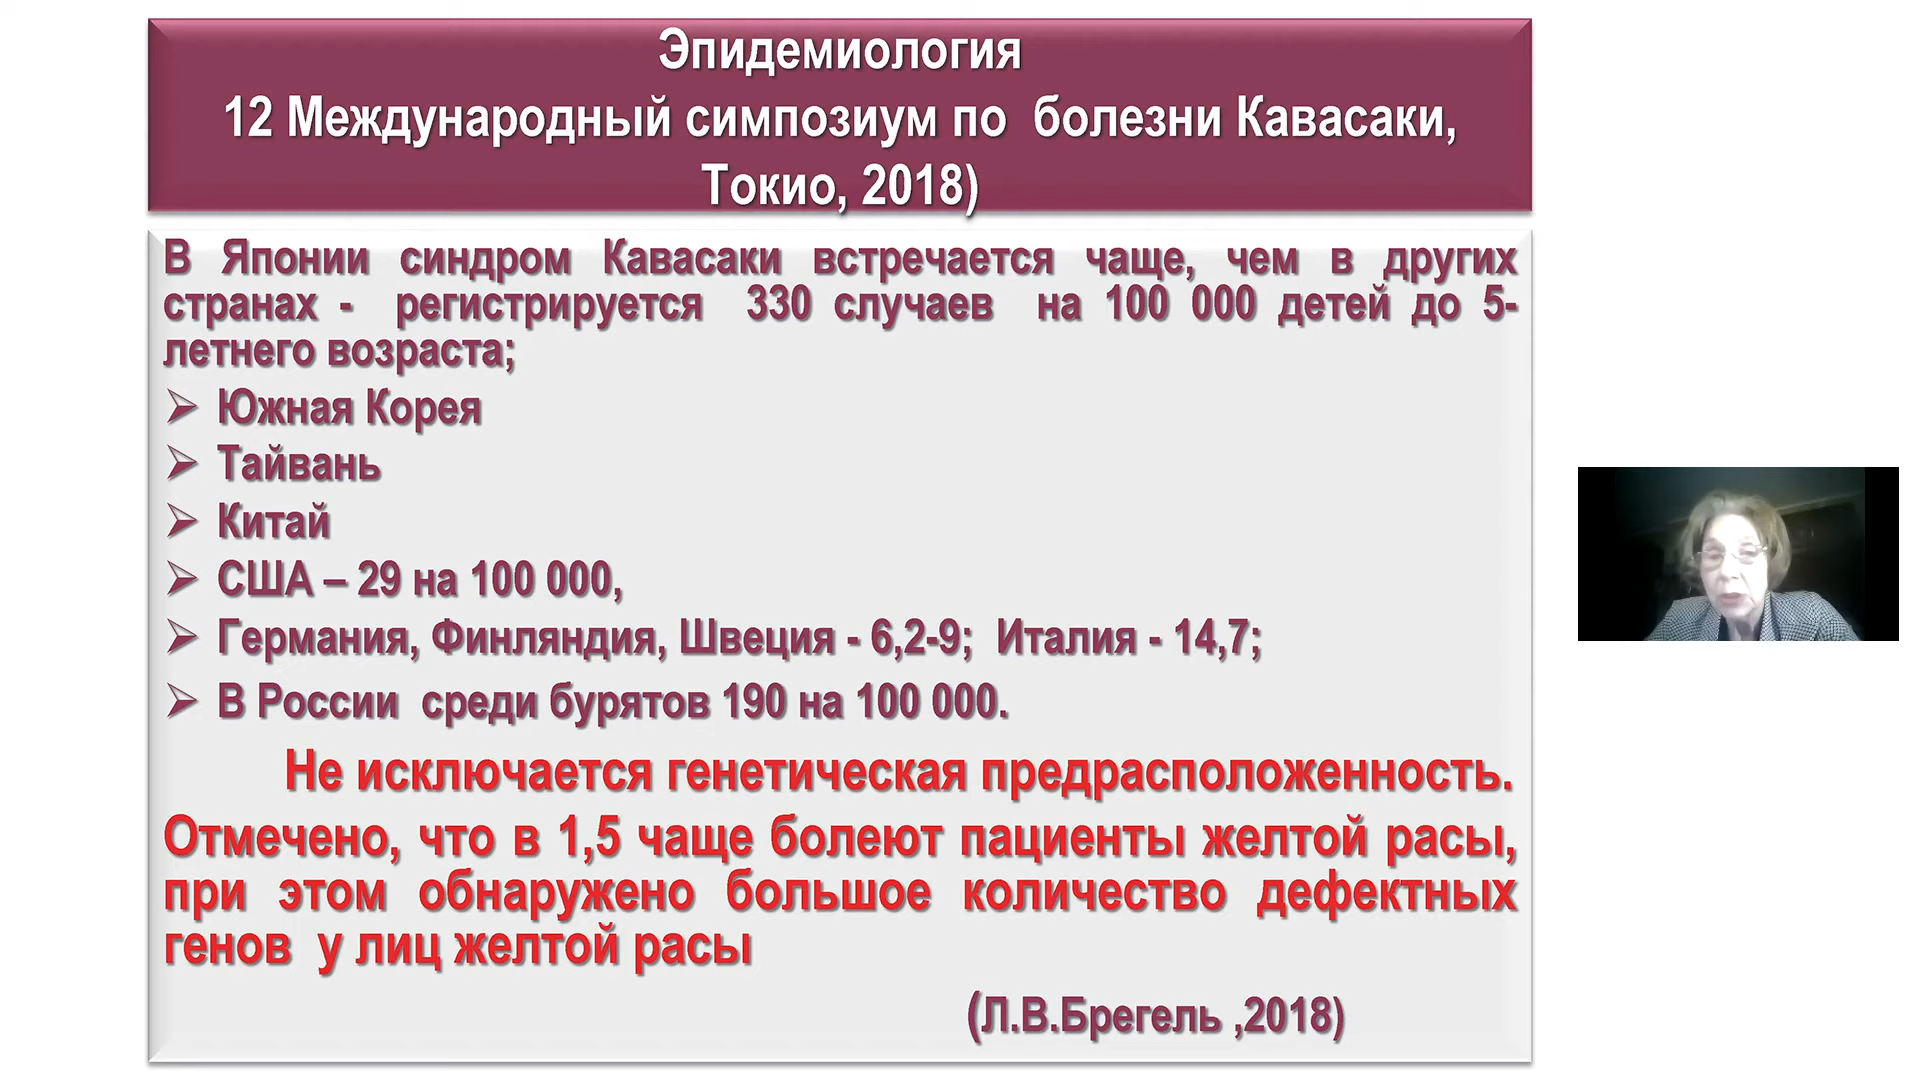 Эпидемиология
12 Международный симпозиум по болезни Кавасаки,
Токио, 2018)
В Японии синдром Кавасаки встречается чаще, чем в других
странах - регистрируется 330 случаев на 100 000 детей до 5-
летнего возраста;
Южная Корея
Тайвань
Китай
США – 29 на 100 000,
Германия, Финляндия, Швеция - 6,2-9; Италия - 14,7;
В России среди бурятов 190 на 100 000.
Не исключается генетическая предрасположенность.
Отмечено, что в 1,5 чаще болеют пациенты желтой расы,
при этом обнаружено большое количество дефектных
генов у лиц желтой расы
(Л.В.Брегель ,2018)